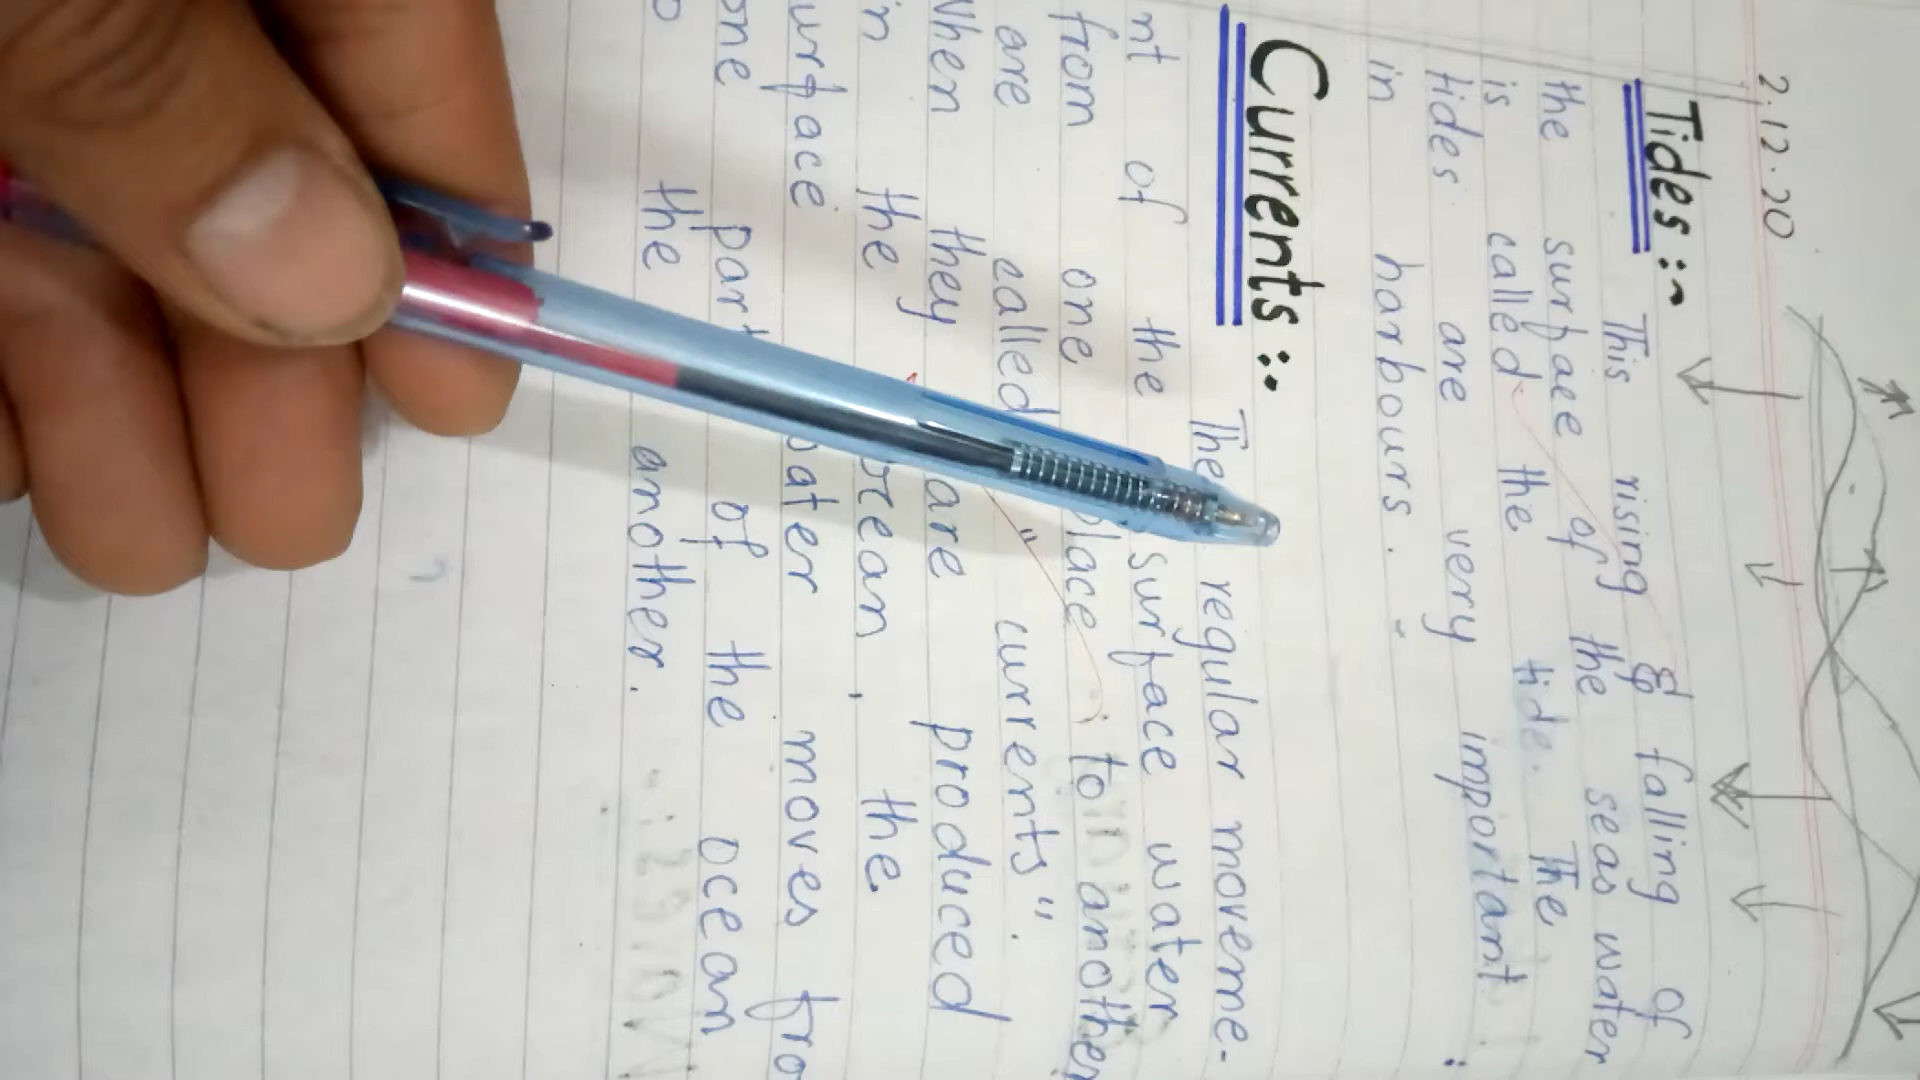 2.12.20
Tides :-
This rising & falling of
the surface of the seas water
is called the tide. The
tides are very important
in harbours.
Currents :-
The regular moveme-
nt of the surface water
from one place to another
are called "currents".
When they are produced
in the ocean, the
urface water moves fro
one part of the ocean
o the another.